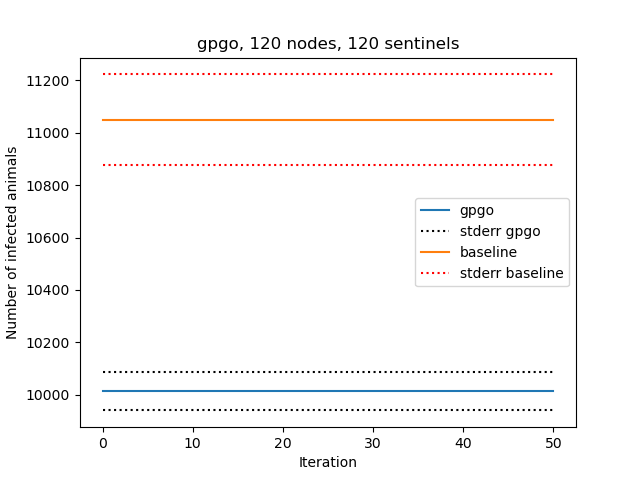 gpgo, 120 nodes, 120 sentinels
Number of infected animals
11200
11000
10800
10600
10400
10200
10000
gpgo
stderr gpgo
baseline
stderr baseline
0 10 20 30 40 50
Iteration